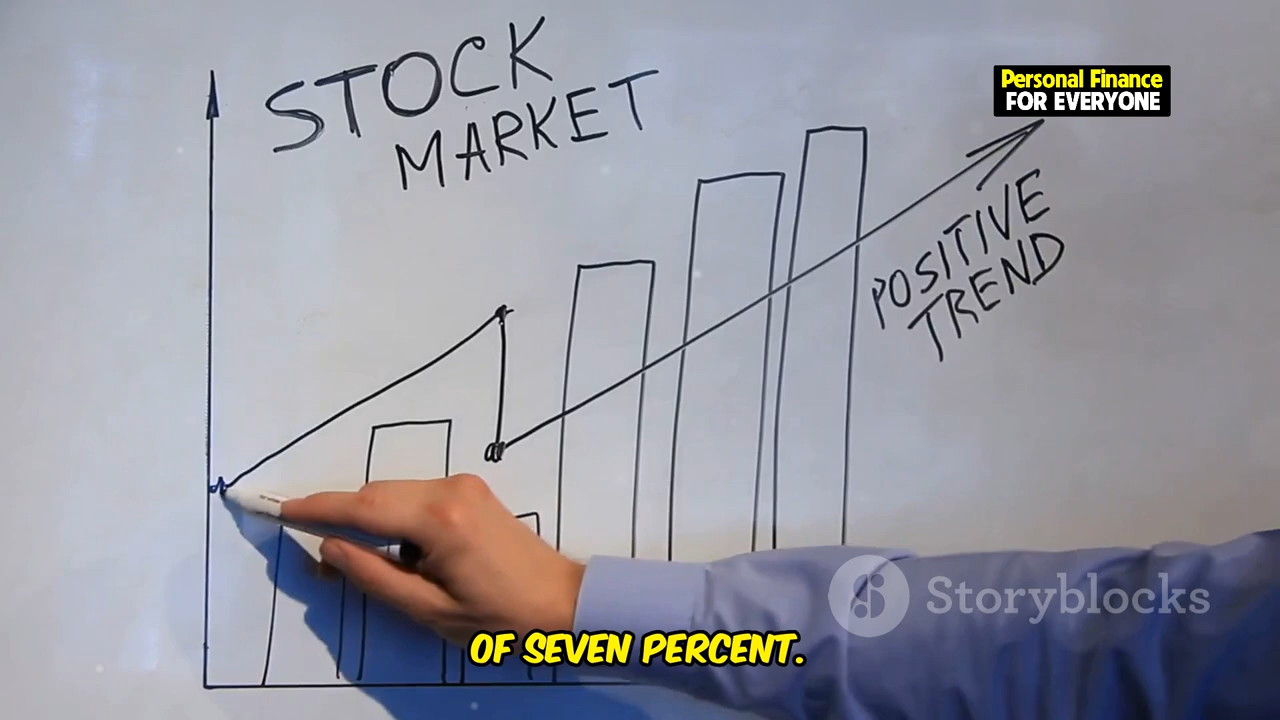 STOCK
MARKET
Personal Finance
FOR EVERYONE
POSITIVE
TREND
Storyblocks
OF SEVEN PERCENT.